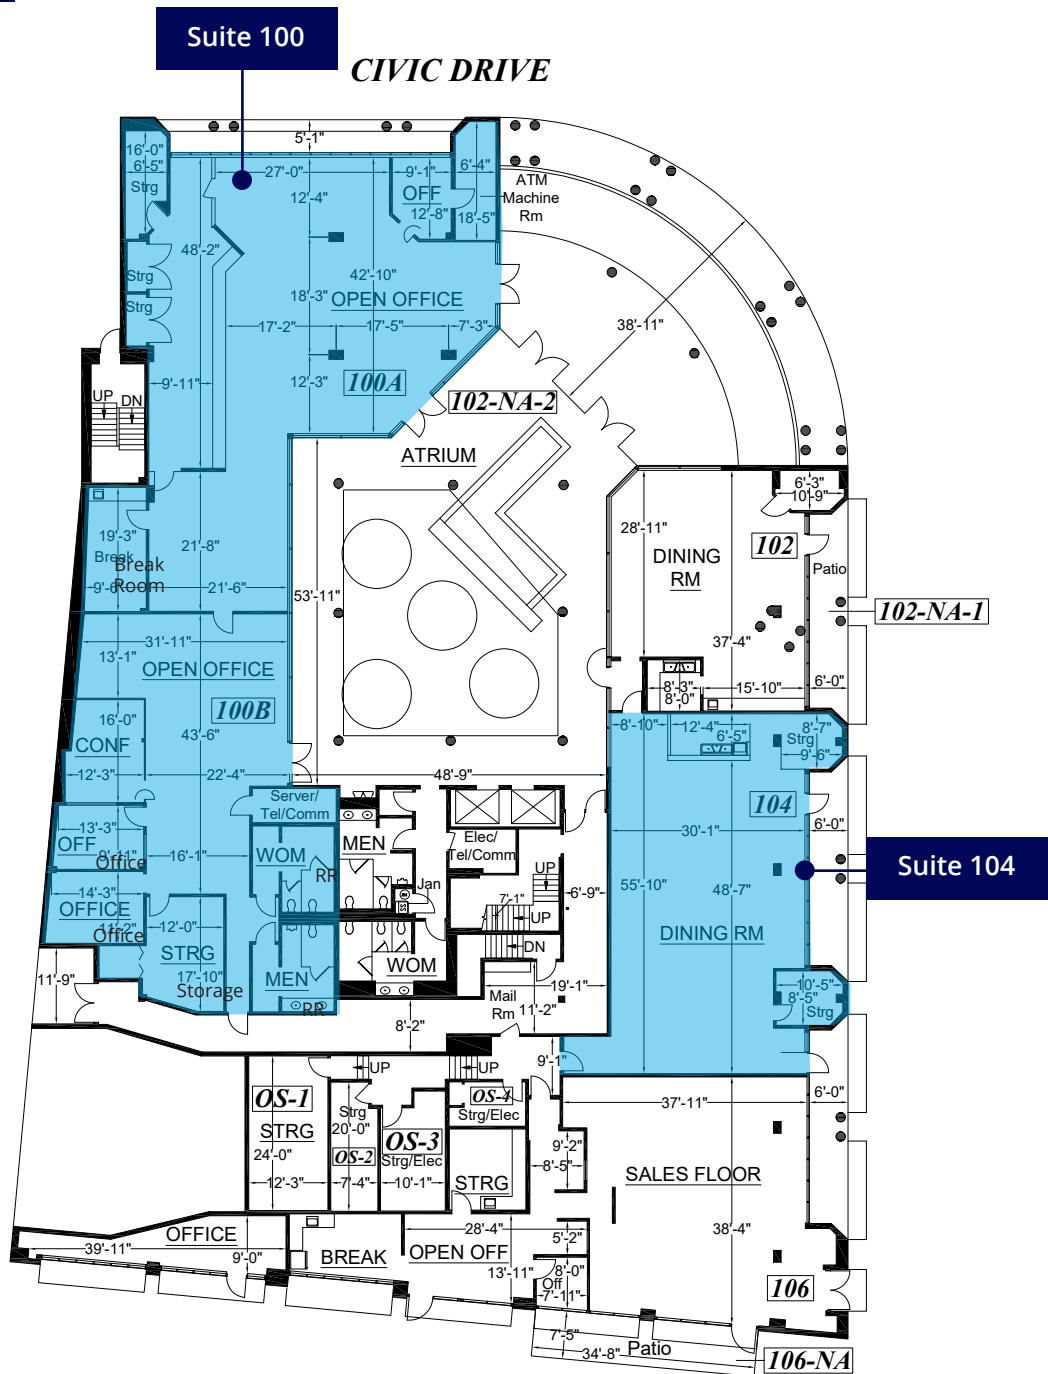 Suite 100
CIVIC DRIVE
5'-1"
16'-0"
6'-5"
Strg
27'-0"
9'-1"
6'-4"
OFF
12'-4"
12'-8"
18'-5"
ATM
Machine
Rm
48'-2"
Strg
42'-10"
18'-3"
OPEN OFFICE
Strg
17'-2"
17'-5"
7'-3"
38'-11"
12'-3"
9'-11"
100A
UP
DN
102-NA-2
ATRIUM
6'-3"
10'-9"
28'-11"
19'-3"
Break
Break
Room
9'-6"
21'-8"
21'-6"
53'-11"
DINING
RM
102
Patio
102-NA-1
31'-11"
13'-1"
OPEN OFFICE
37'-4"
8'-3"
8'-0"
15'-10"
6'-0"
16'-0"
100B
43'-6"
CONF
12'-3"
22'-4"
48'-9"
8'-10"
12'-4"
6'-5"
8'-7"
Strg
9'-6"
Server/
Tel/Comm
104
13'-3"
OFF
9'-11"
Office
16'-1"
WOM
RR
MEN
Elec/
Tel/Comm
30'-1"
6'-0"
Suite 104
14'-3"
OFFICE
11'-2"
Office
12'-0"
STRG
17'-10"
Storage
Jan
UP
7'-1"
UP
6'-9"
55'-10"
48'-7"
DINING RM
DN
WOM
MEN
RR
11'-9"
19'-1"
Mail
Rm
11'-2"
10'-5"
8'-5"
Strg
8'-2"
9'-1"
UP
UP
OS-1
STRG
24'-0"
12'-3"
Strg
20'-0"
OS-2
7'-4"
OS-3
Strg/Elec
10'-1"
OS-4
Strg/Elec
STRG
37'-11"
6'-0"
9'-2"
8'-5"
SALES FLOOR
38'-4"
OFFICE
39'-11"
9'-0"
BREAK
28'-4"
OPEN OFF
13'-11"
5'-2"
8'-0"
Off
7'-11"
106
7'-5"
34'-8"
Patio
106-NA